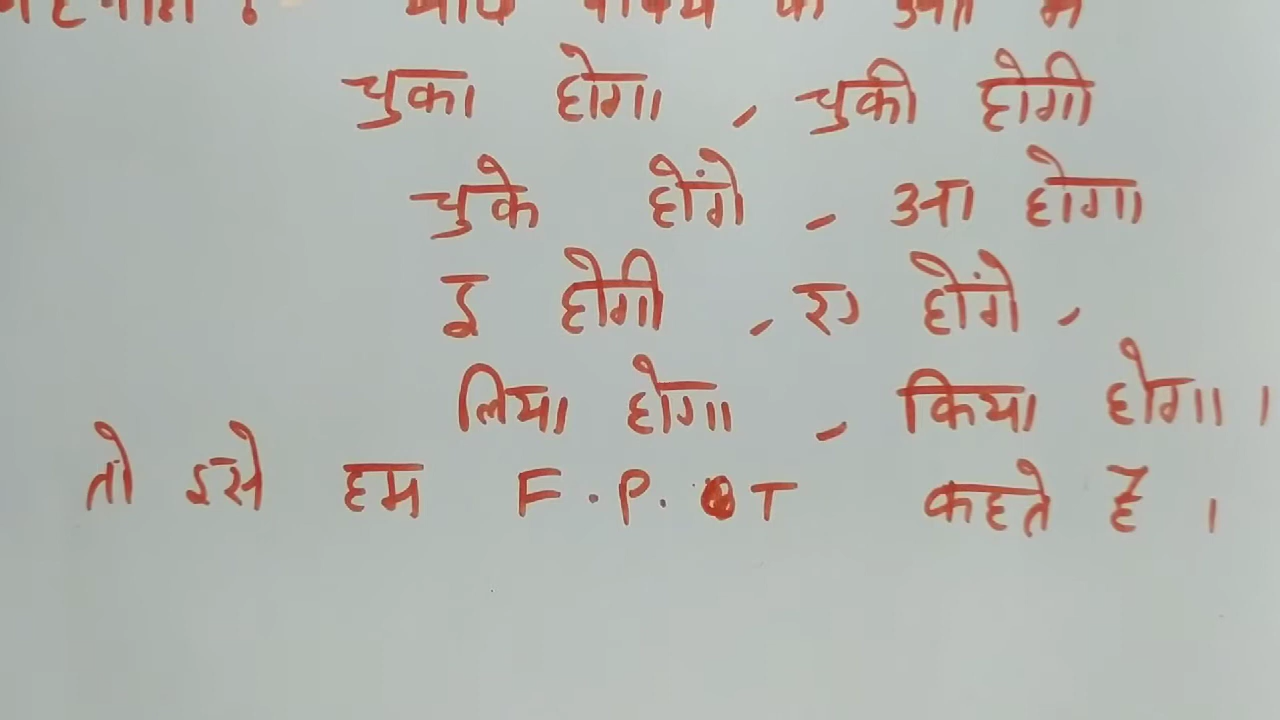 चुका होगा , चुकी होगी
चुके होंगे , आ होगा
इ होगी , ए होंगे ,
लिया होगा , किया होगा ।
तो इसे हम F.P.T कहते है ।